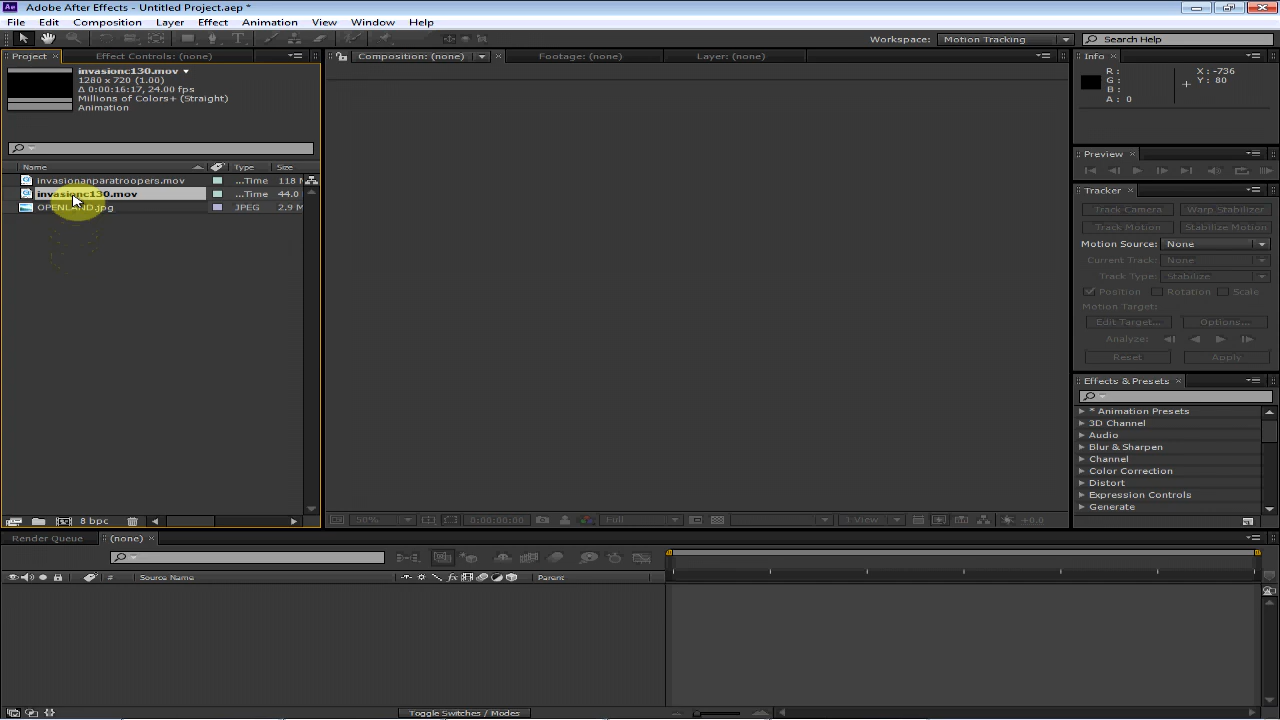 Adobe After Effects - Untitled Project.aep *
File Edit Composition Layer Effect Animation View Window Help
Workspace: Motion Tracking Search Help
Project Effect Controls: (none) Composition: (none) Footage: (none) Layer: (none) Info
invasionc130.mov
1280 x 720 (1.00)
Δ 0:00:16:17, 24.00 fps
Millions of Colors+ (Straight)
Animation
R : X : -736
G : Y : 80
B :
A : 0
Preview
Name Type Size
invasionanparatroopers.mov ...Time 118 M
invasionc130.mov ...Time 44.0
OPENLAND.jpg JPEG 2.9 M
Tracker
Track Camera Warp Stabilizer
Track Motion Stabilize Motion
Motion Source: None
Current Track: None
Track Type: Stabilize
Position Rotation Scale
Motion Target:
Edit Target... Options...
Analyze:
Reset Apply
Effects & Presets
* Animation Presets
3D Channel
Audio
Blur & Sharpen
Channel
Color Correction
Distort
Expression Controls
Generate
8 bpc 50% 0:00:00:00 Full 1 View +0.0
Render Queue (none)
# Source Name fx Parent
Toggle Switches / Modes